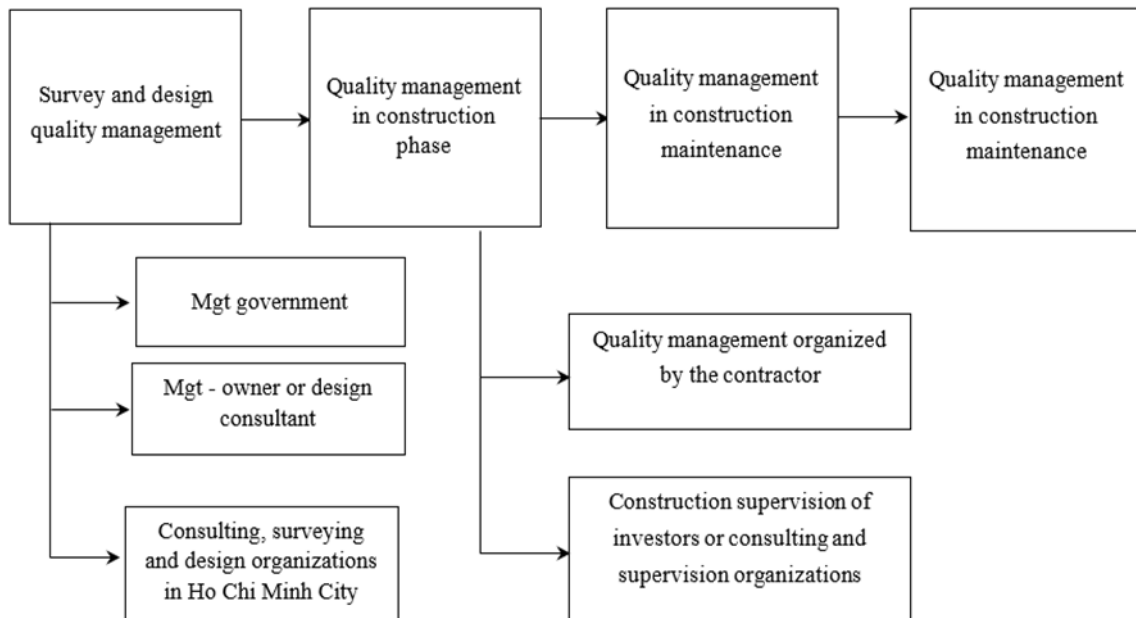 Survey and design
quality management
Quality management
in construction
phase
Quality management
in construction
maintenance
Quality management
in construction
maintenance
Mgt government
Mgt - owner or design
consultant
Consulting, surveying
and design organizations
in Ho Chi Minh City
Quality management organized
by the contractor
Construction supervision of
investors or consulting and
supervision organizations